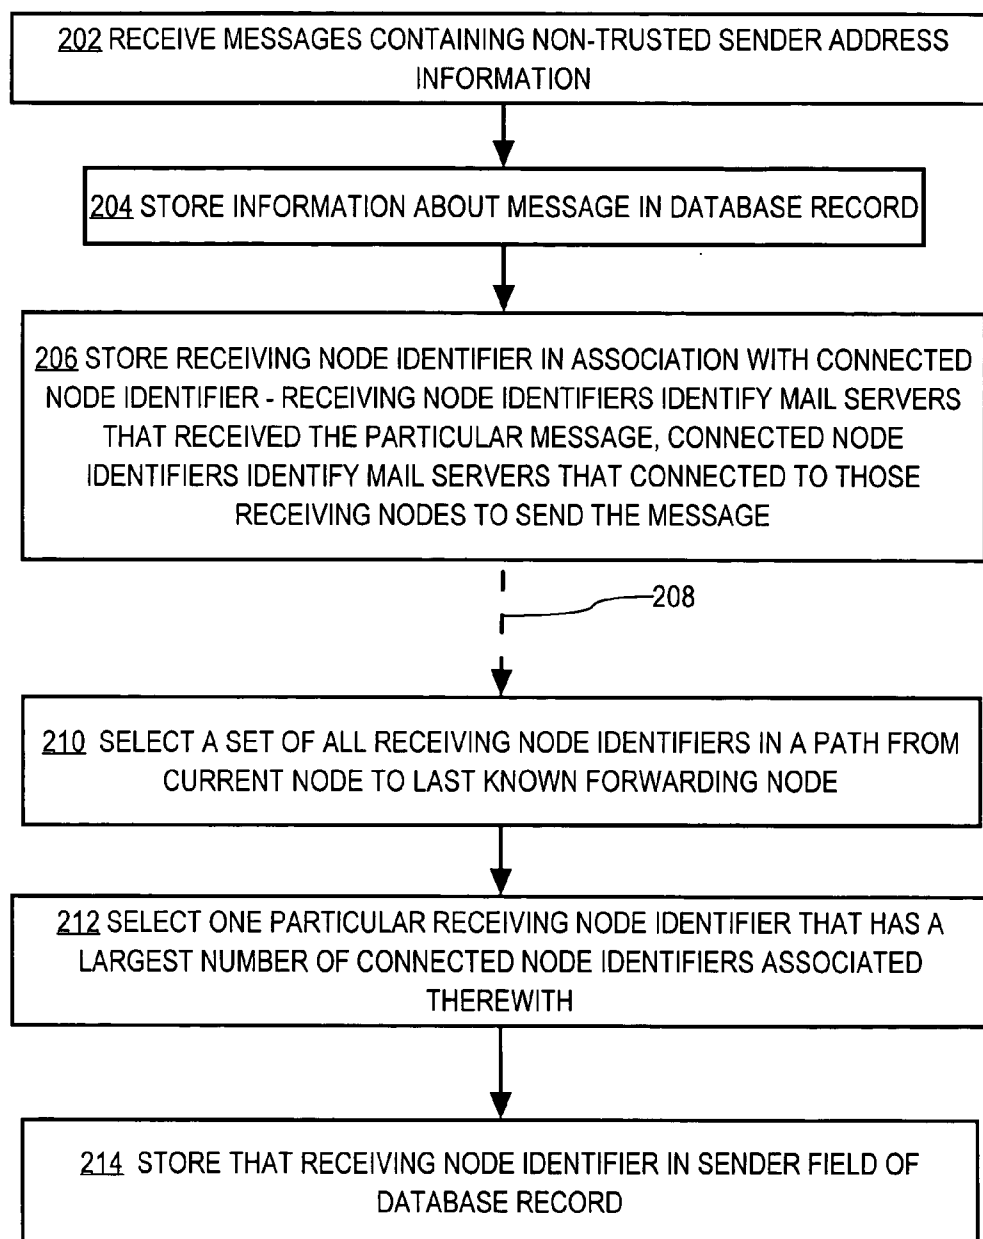 202 RECEIVE MESSAGES CONTAINING NON-TRUSTED SENDER ADDRESS
INFORMATION
204 STORE INFORMATION ABOUT MESSAGE IN DATABASE RECORD
206 STORE RECEIVING NODE IDENTIFIER IN ASSOCIATION WITH CONNECTED
NODE IDENTIFIER - RECEIVING NODE IDENTIFIERS IDENTIFY MAIL SERVERS
THAT RECEIVED THE PARTICULAR MESSAGE, CONNECTED NODE
IDENTIFIERS IDENTIFY MAIL SERVERS THAT CONNECTED TO THOSE
RECEIVING NODES TO SEND THE MESSAGE
208
210 SELECT A SET OF ALL RECEIVING NODE IDENTIFIERS IN A PATH FROM
CURRENT NODE TO LAST KNOWN FORWARDING NODE
212 SELECT ONE PARTICULAR RECEIVING NODE IDENTIFIER THAT HAS A
LARGEST NUMBER OF CONNECTED NODE IDENTIFIERS ASSOCIATED
THEREWITH
214 STORE THAT RECEIVING NODE IDENTIFIER IN SENDER FIELD OF
DATABASE RECORD